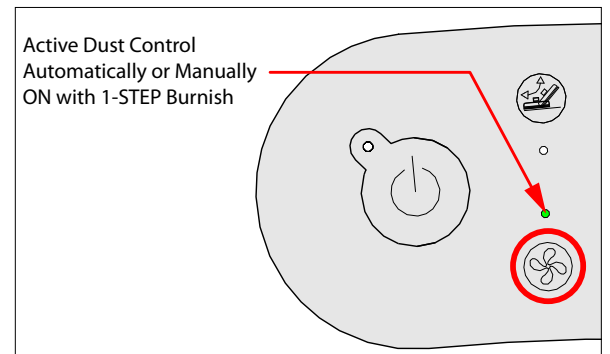 Active Dust Control
Automatically or Manually
ON with 1-STEP Burnish